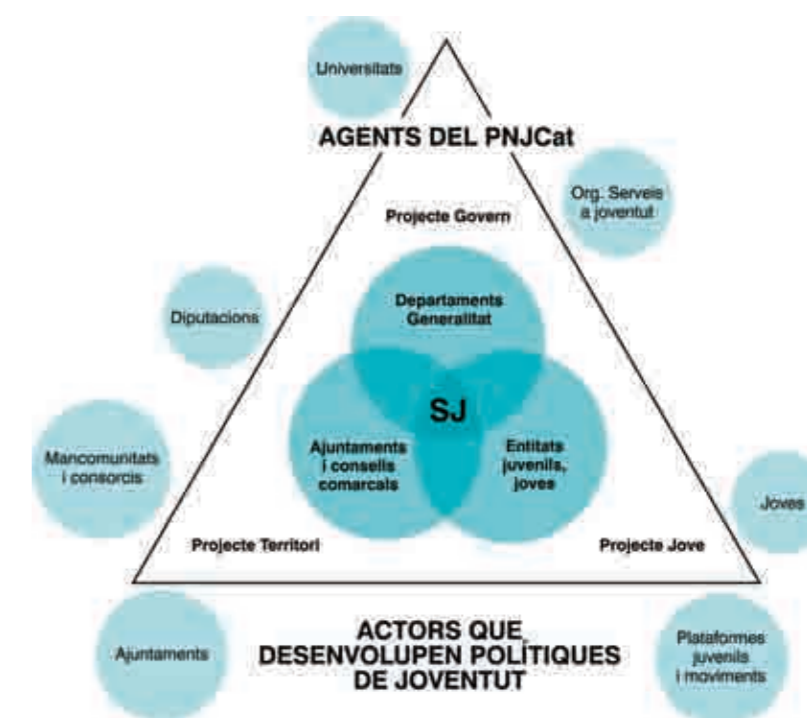 Universitats
AGENTS DEL PNJCat
Org. Serveis
a joventut
Projecte Govern
Departaments
Generalitat
Diputacions
SJ
Ajuntaments
i consells
comarcals
Entitats
juvenils,
joves
Mancomunitats
i consorcis
Joves
Projecte Territori
Projecte Jove
Ajuntaments
ACTORS QUE
DESENVOLUPEN POLÍTIQUES
DE JOVENTUT
Plataformes
juvenils
i moviments